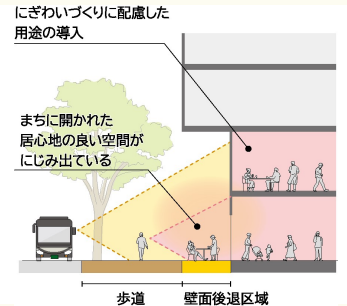 にぎわいづくりに配慮した
用途の導入
まちに開かれた
居心地の良い空間が
にじみ出ている
歩道
壁面後退区域